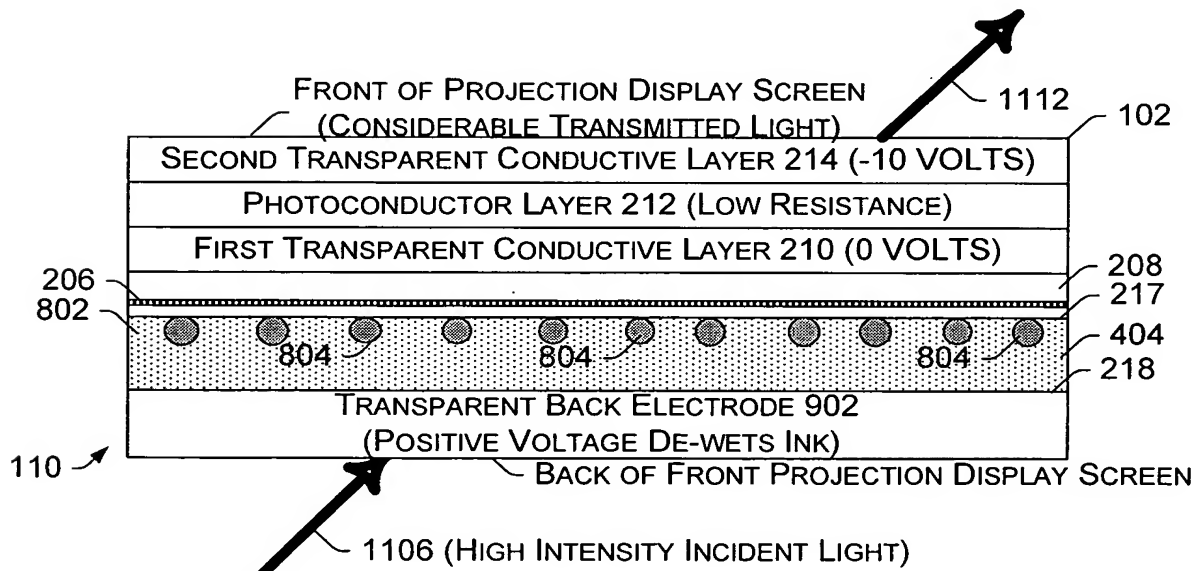 FRONT OF PROJECTION DISPLAY SCREEN
(CONSIDERABLE TRANSMITTED LIGHT)
1112
102
SECOND TRANSPARENT CONDUCTIVE LAYER 214 (-10 VOLTS)
PHOTOCONDUCTOR LAYER 212 (LOW RESISTANCE)
FIRST TRANSPARENT CONDUCTIVE LAYER 210 (0 VOLTS)
206
208
217
802
804
804
804
404
218
TRANSPARENT BACK ELECTRODE 902
(POSITIVE VOLTAGE DE-WETS INK)
110
BACK OF FRONT PROJECTION DISPLAY SCREEN
1106 (HIGH INTENSITY INCIDENT LIGHT)